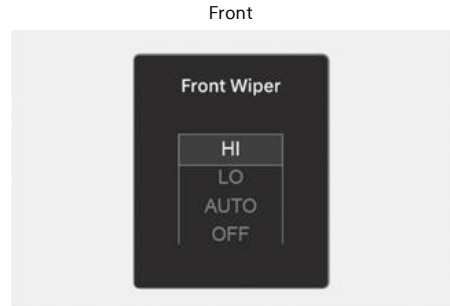 Front
Front Wiper
HI
LO
AUTO
OFF